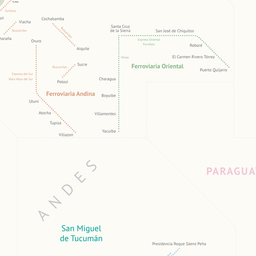 Cochabamba
Viacha
Oruro
Aiquile
Sucre
Potosí
Ferroviaria Andina
Uyuni
Atocha
Tupiza
Villazon
Santa Cruz
de la Sierra
San José de Chiquitos
Roboré
El Carmen Rivero Torrez
Puerto Quijarro
Ferroviaria Oriental
Charagua
Boyuibe
Villamontes
Yacuiba
ANDES
PARAGUA
San Miguel
de Tucumán
Presidencia Roque Sáenz Peña